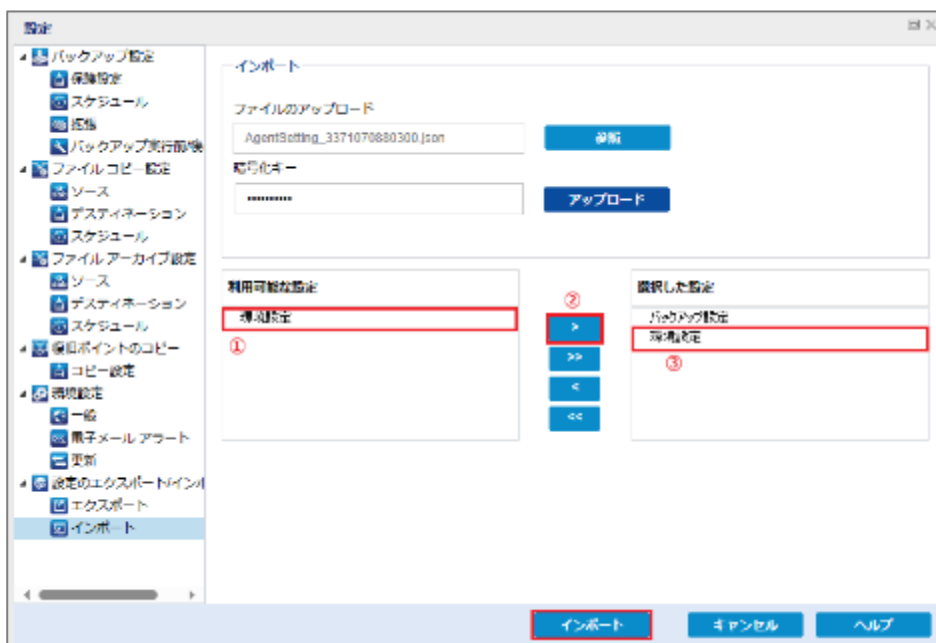 設定
バックアップ設定
保護設定
スケジュール
拡張
バックアップ実行前/後
ファイル コピー設定
ソース
デスティネーション
スケジュール
ファイル アーカイブ設定
ソース
デスティネーション
スケジュール
復旧ポイントのコピー
コピー設定
環境設定
一般
電子メール アラート
更新
設定のエクスポート/インポ
エクスポート
インポート
インポート
ファイルのアップロード
AgentSetting_3371070880300.json
参照
暗号化キー
••••••••••
アップロード
利用可能な設定
環境設定
①
②
>
>>
<
<<
選択した設定
バックアップ設定
環境設定
③
インポート
キャンセル
ヘルプ